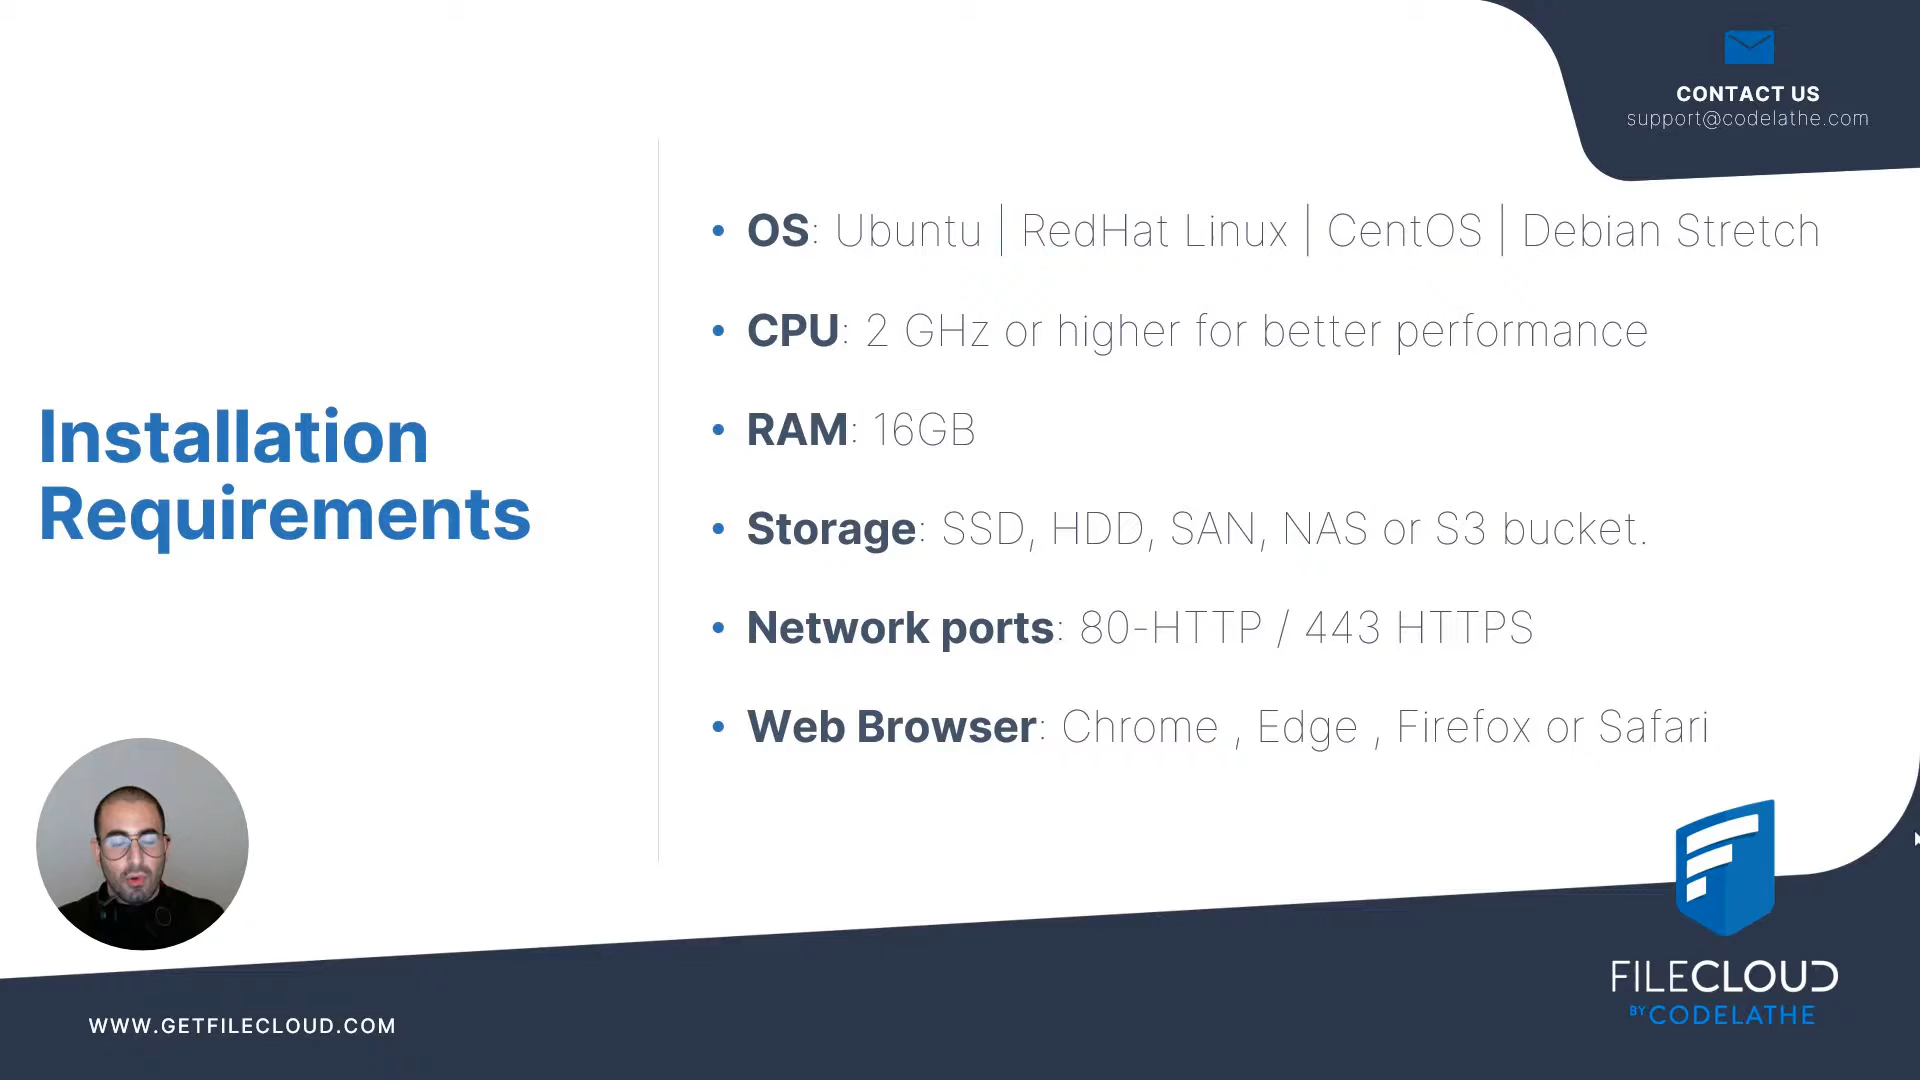 CONTACT US
support@codelathe.com
Installation
Requirements
• OS: Ubuntu | RedHat Linux | CentOS | Debian Stretch
• CPU: 2 GHz or higher for better performance
• RAM: 16GB
• Storage: SSD, HDD, SAN, NAS or S3 bucket.
• Network ports: 80-HTTP / 443 HTTPS
• Web Browser: Chrome , Edge , Firefox or Safari
FILECLOUD
BY CODELATHE
WWW.GETFILECLOUD.COM